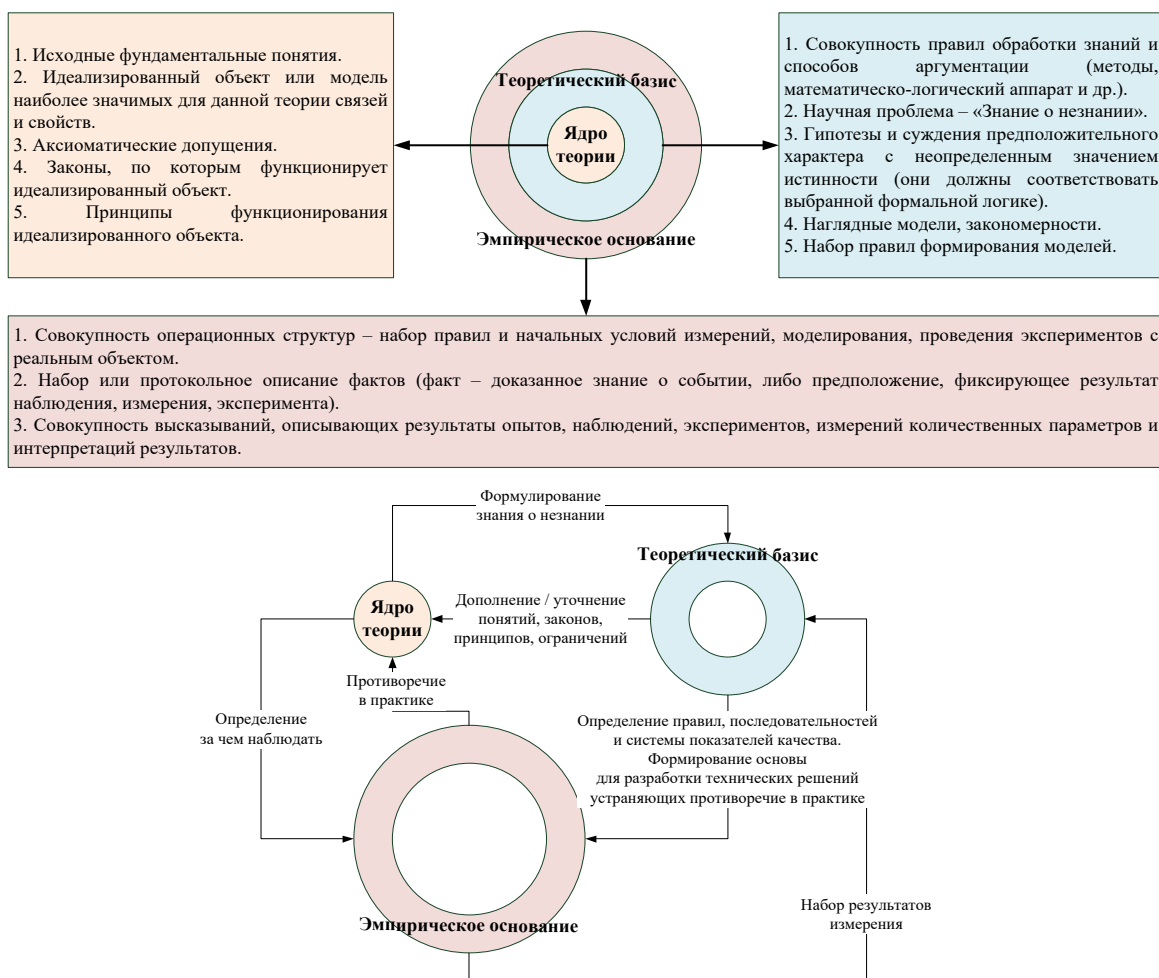 1. Исходные фундаментальные понятия.
2. Идеализированный объект или модель
наиболее значимых для данной теории связей
и свойств.
3. Аксиоматические допущения.
4. Законы, по которым функционирует
идеализированный объект.
5. Принципы функционирования
идеализированного объекта.
Теоретический базис
Ядро
теории
Эмпирическое основание
1. Совокупность правил обработки знаний и
способов аргументации (методы,
математическо-логический аппарат и др.).
2. Научная проблема – «Знание о незнании».
3. Гипотезы и суждения предположительного
характера с неопределенным значением
истинности (они должны соответствовать
выбранной формальной логике).
4. Наглядные модели, закономерности.
5. Набор правил формирования моделей.
1. Совокупность операционных структур – набор правил и начальных условий измерений, моделирования, проведения экспериментов с
реальным объектом.
2. Набор или протокольное описание фактов (факт – доказанное знание о событии, либо предположение, фиксирующее результат
наблюдения, измерения, эксперимента).
3. Совокупность высказываний, описывающих результаты опытов, наблюдений, экспериментов, измерений количественных параметров и
интерпретаций результатов.
Формулирование
знания о незнании
Теоретический базис
Ядро
теории
Дополнение / уточнение
понятий, законов,
принципов, ограничений
Противоречие
в практике
Определение
за чем наблюдать
Определение правил, последовательностей
и системы показателей качества.
Формирование основы
для разработки технических решений
устраняющих противоречие в практике
Эмпирическое основание
Набор результатов
измерения